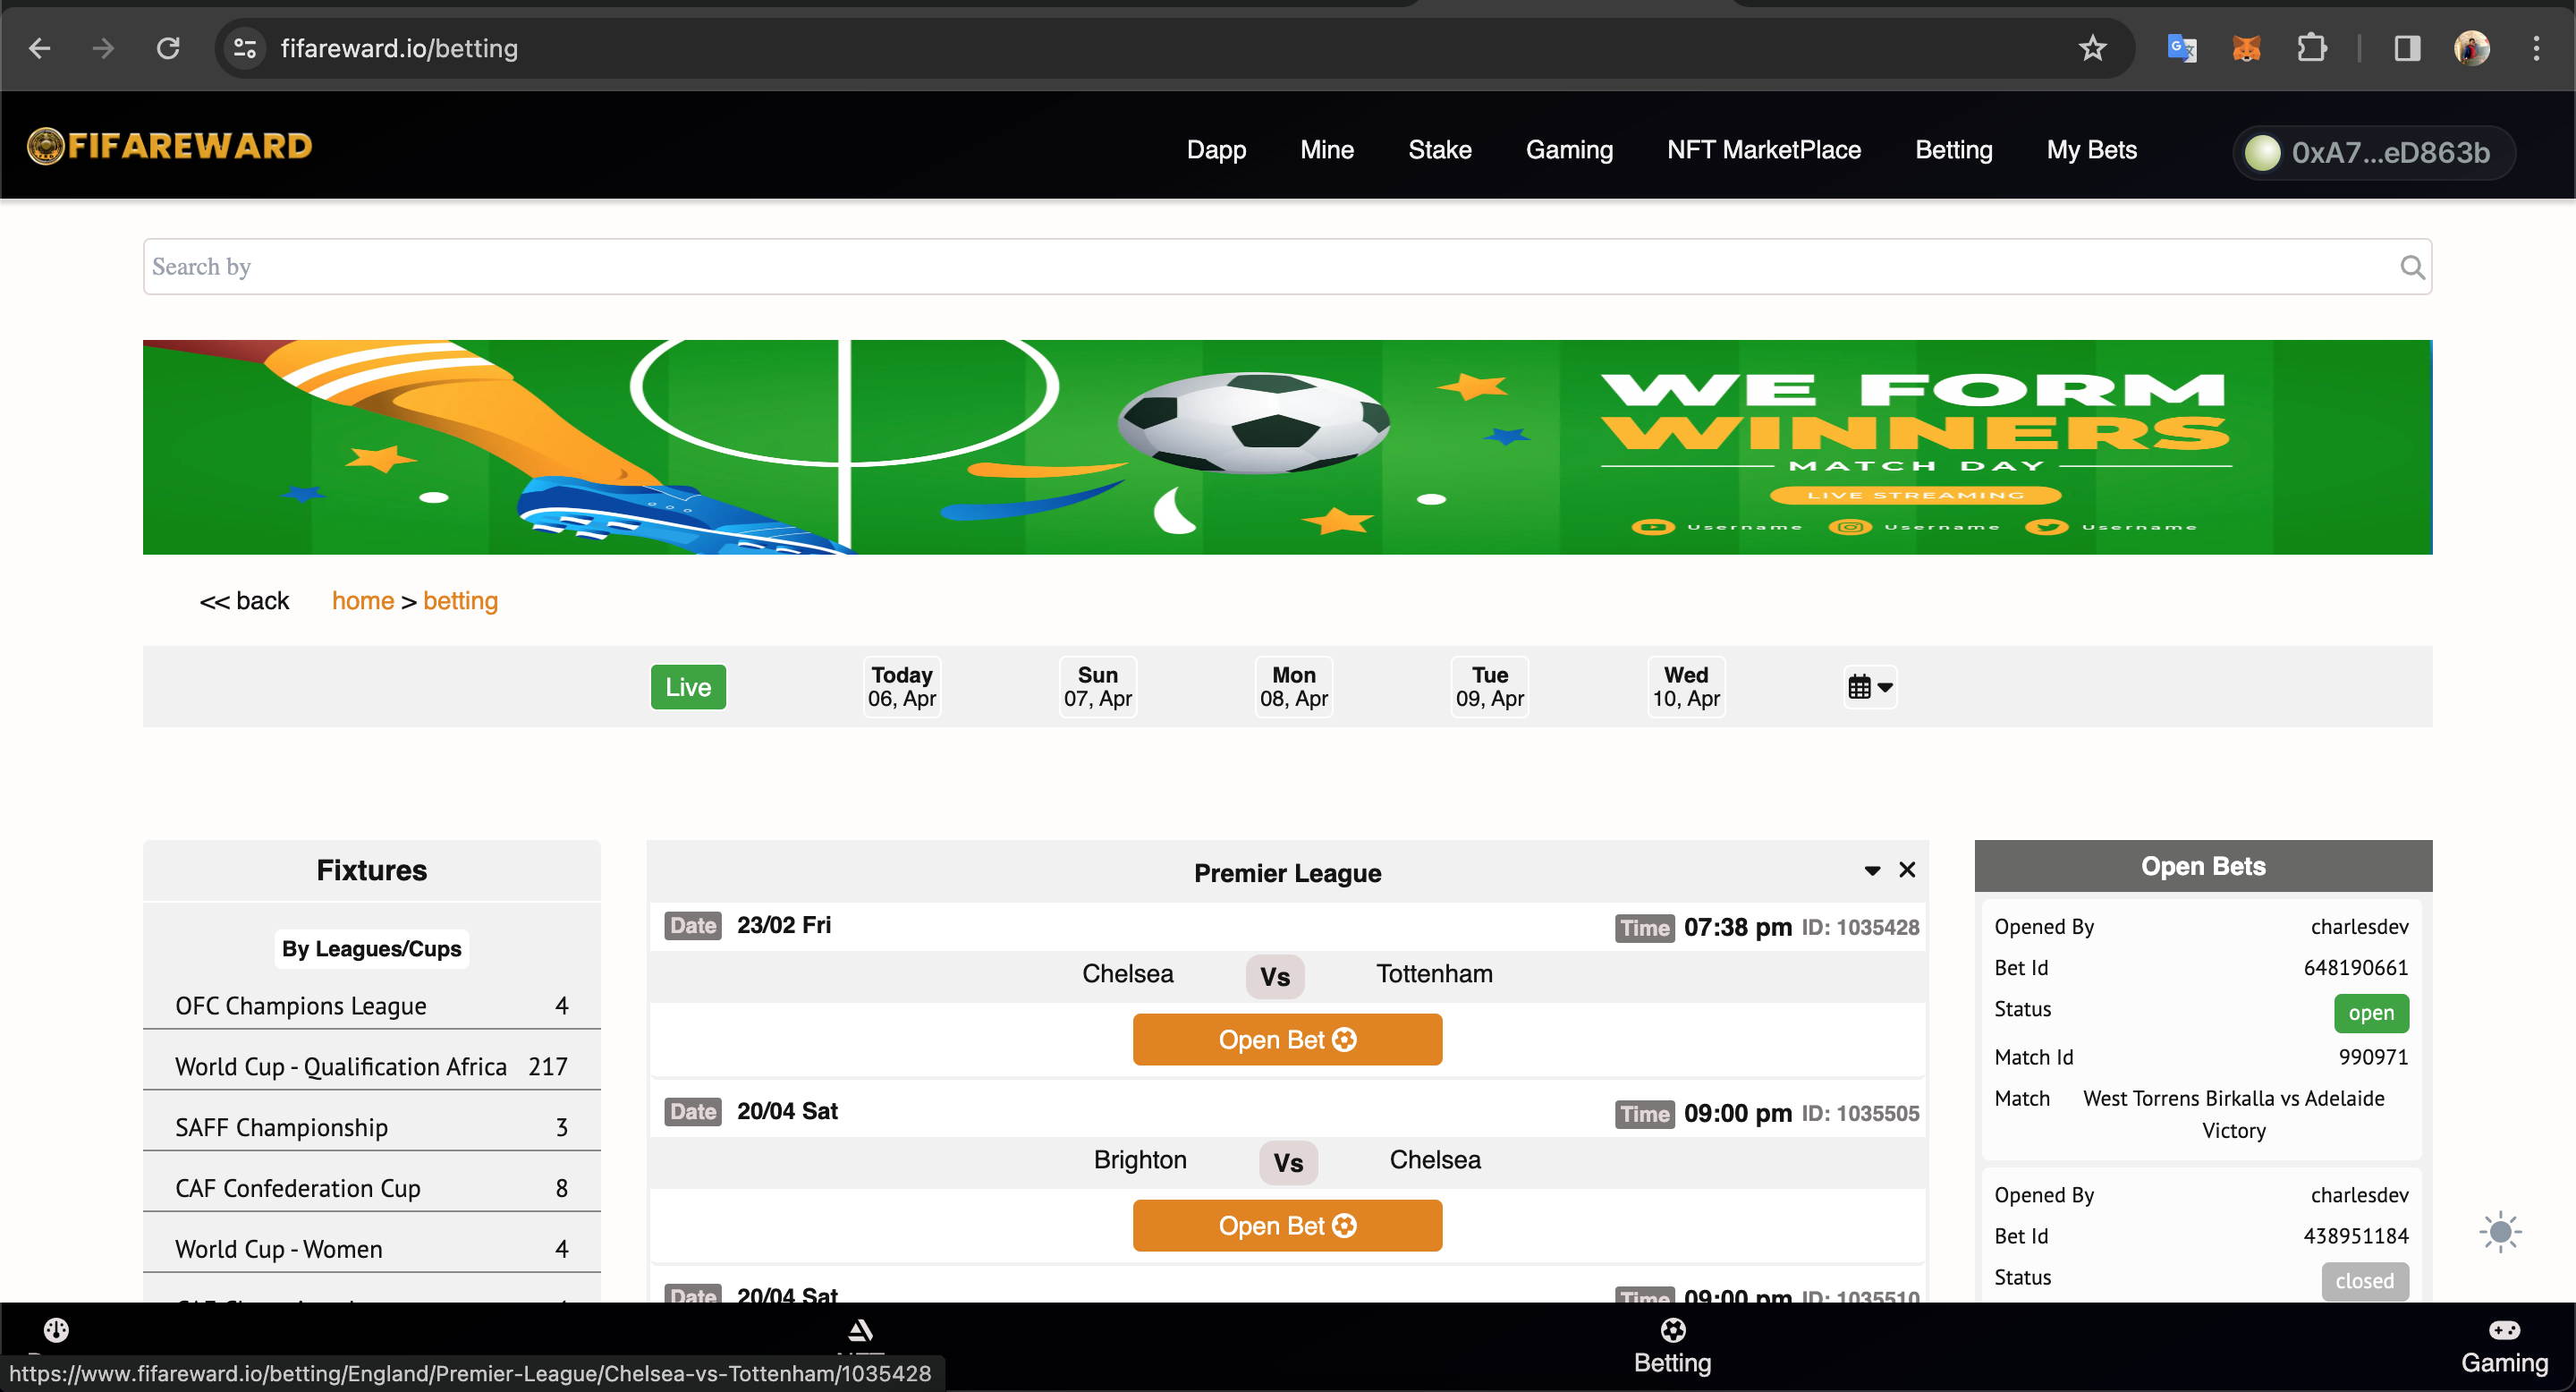 fifareward.io/betting
FIFAREWARD
Dapp Mine Stake Gaming NFT MarketPlace Betting My Bets 0xA7...eD863b
Search by
WE FORM
WINNERS
MATCH DAY
LIVE STREAMING
Username Username Username
<< back home > betting
Live
Today
06, Apr
Sun
07, Apr
Mon
08, Apr
Tue
09, Apr
Wed
10, Apr
Fixtures
By Leagues/Cups
OFC Champions League 4
World Cup - Qualification Africa 217
SAFF Championship 3
CAF Confederation Cup 8
World Cup - Women 4
Premier League
Date 23/02 Fri Time 07:38 pm ID: 1035428
Chelsea Vs Tottenham
Open Bet
Date 20/04 Sat Time 09:00 pm ID: 1035505
Brighton Vs Chelsea
Open Bet
Date 20/04 Sat Time 09:00 pm ID: 1035510
Open Bets
Opened By charlesdev
Bet Id 648190661
Status open
Match Id 990971
Match West Torrens Birkalla vs Adelaide
Victory
Opened By charlesdev
Bet Id 438951184
Status closed
Betting
Gaming
https://www.fifareward.io/betting/England/Premier-League/Chelsea-vs-Tottenham/1035428